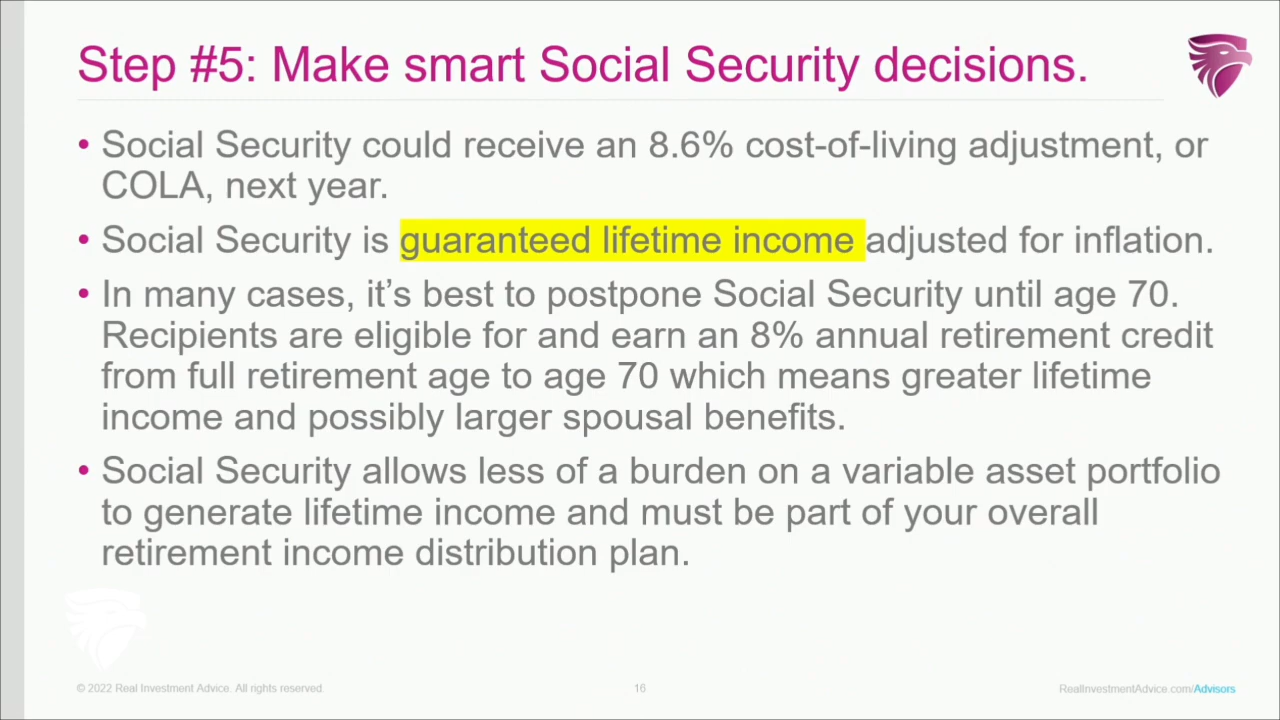 Step #5: Make smart Social Security decisions.
• Social Security could receive an 8.6% cost-of-living adjustment, or
COLA, next year.
• Social Security is guaranteed lifetime income adjusted for inflation.
• In many cases, it’s best to postpone Social Security until age 70.
Recipients are eligible for and earn an 8% annual retirement credit
from full retirement age to age 70 which means greater lifetime
income and possibly larger spousal benefits.
• Social Security allows less of a burden on a variable asset portfolio
to generate lifetime income and must be part of your overall
retirement income distribution plan.
© 2022 Real Investment Advice. All rights reserved.
16
RealInvestmentAdvice.com/Advisors